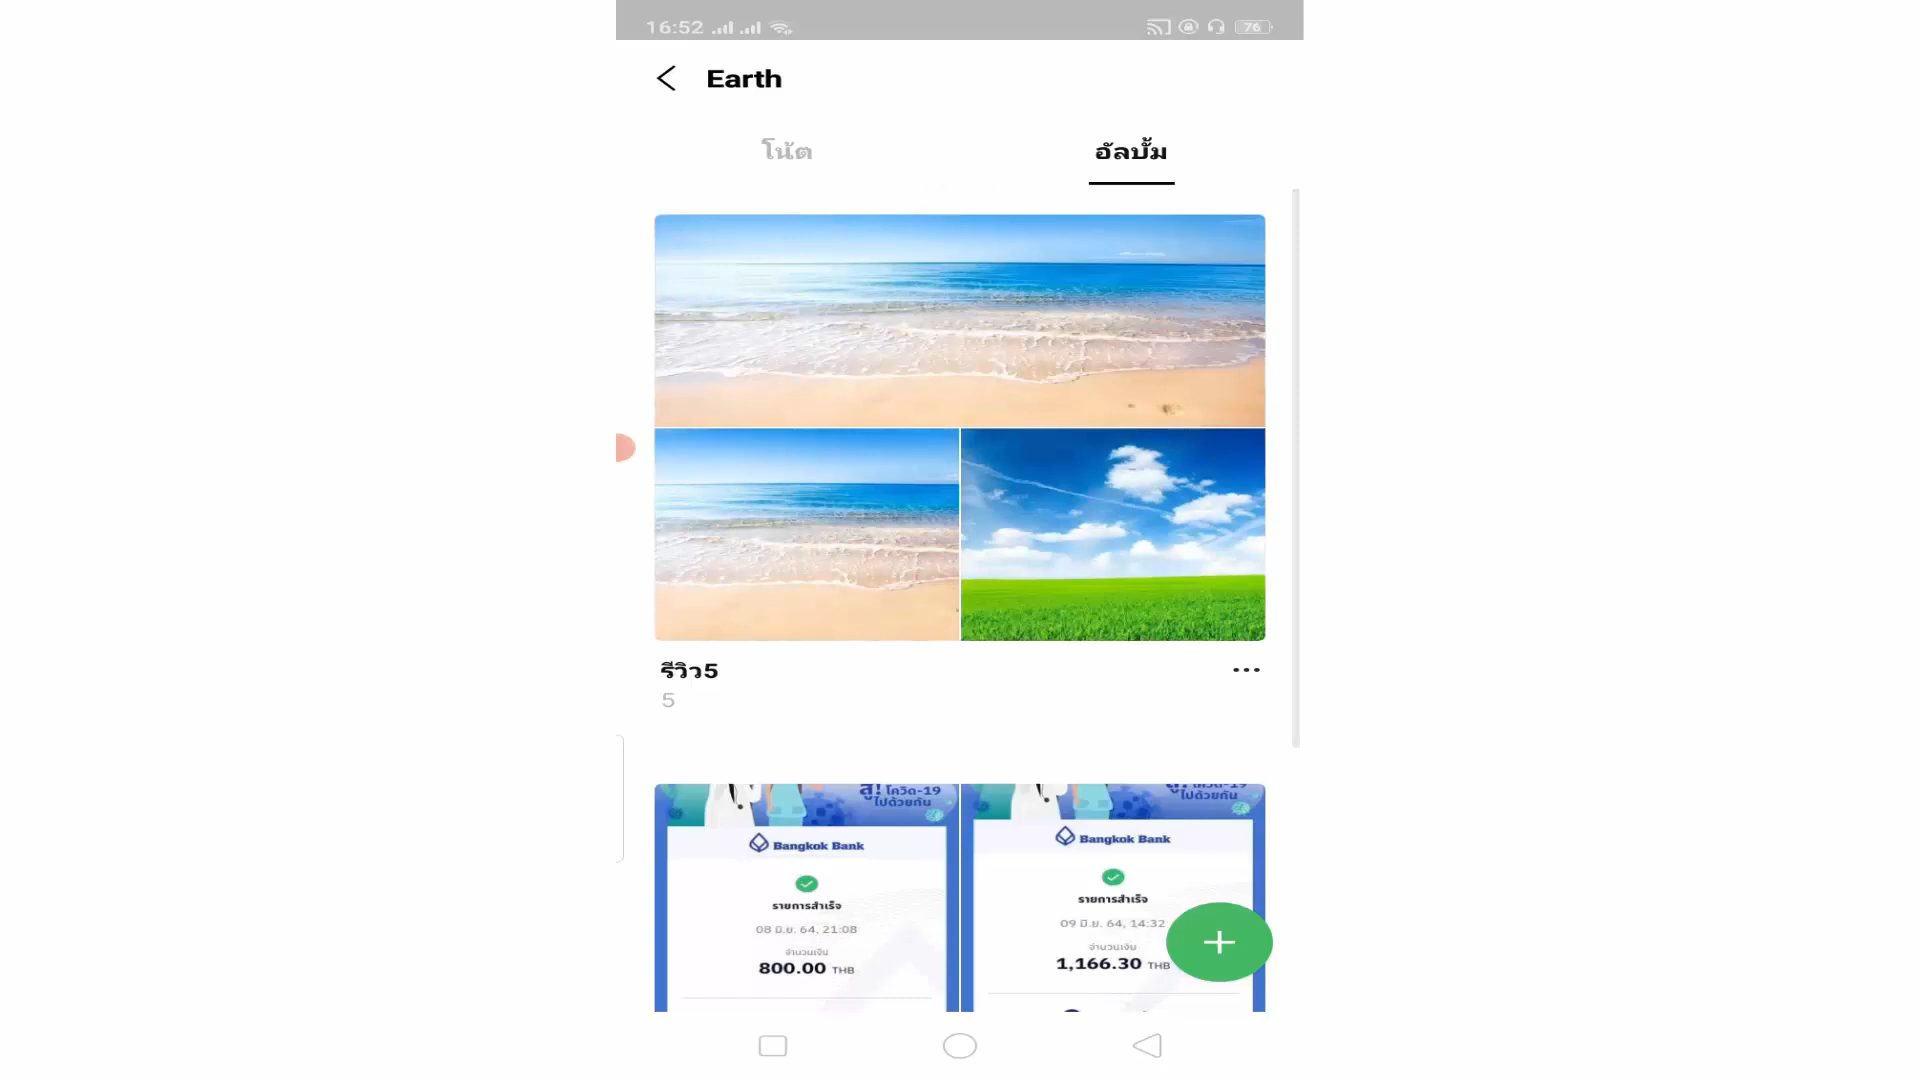 16:52
76
Earth
โน้ต
อัลบั้ม
รีวิว5
5
สู้! โควิด-19
ไปด้วยกัน
Bangkok Bank
รายการสำเร็จ
08 มิ.ย. 64, 21:08
จำนวนเงิน
800.00 THB
ไปด้วยกัน
Bangkok Bank
รายการสำเร็จ
09 มิ.ย. 64, 14:32
จำนวนเงิน
1,166.30 THB